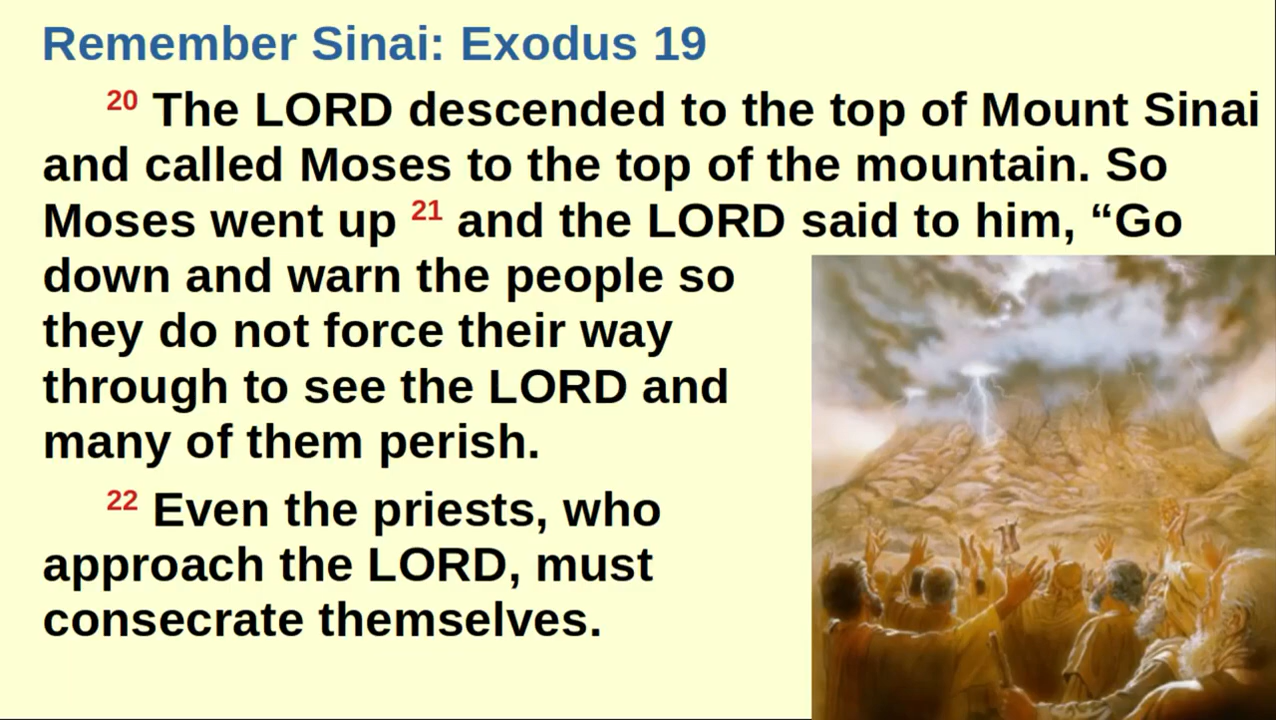 Remember Sinai: Exodus 19
20 The LORD descended to the top of Mount Sinai
and called Moses to the top of the mountain. So
Moses went up 21 and the LORD said to him, “Go
down and warn the people so
they do not force their way
through to see the LORD and
many of them perish.
22 Even the priests, who
approach the LORD, must
consecrate themselves.